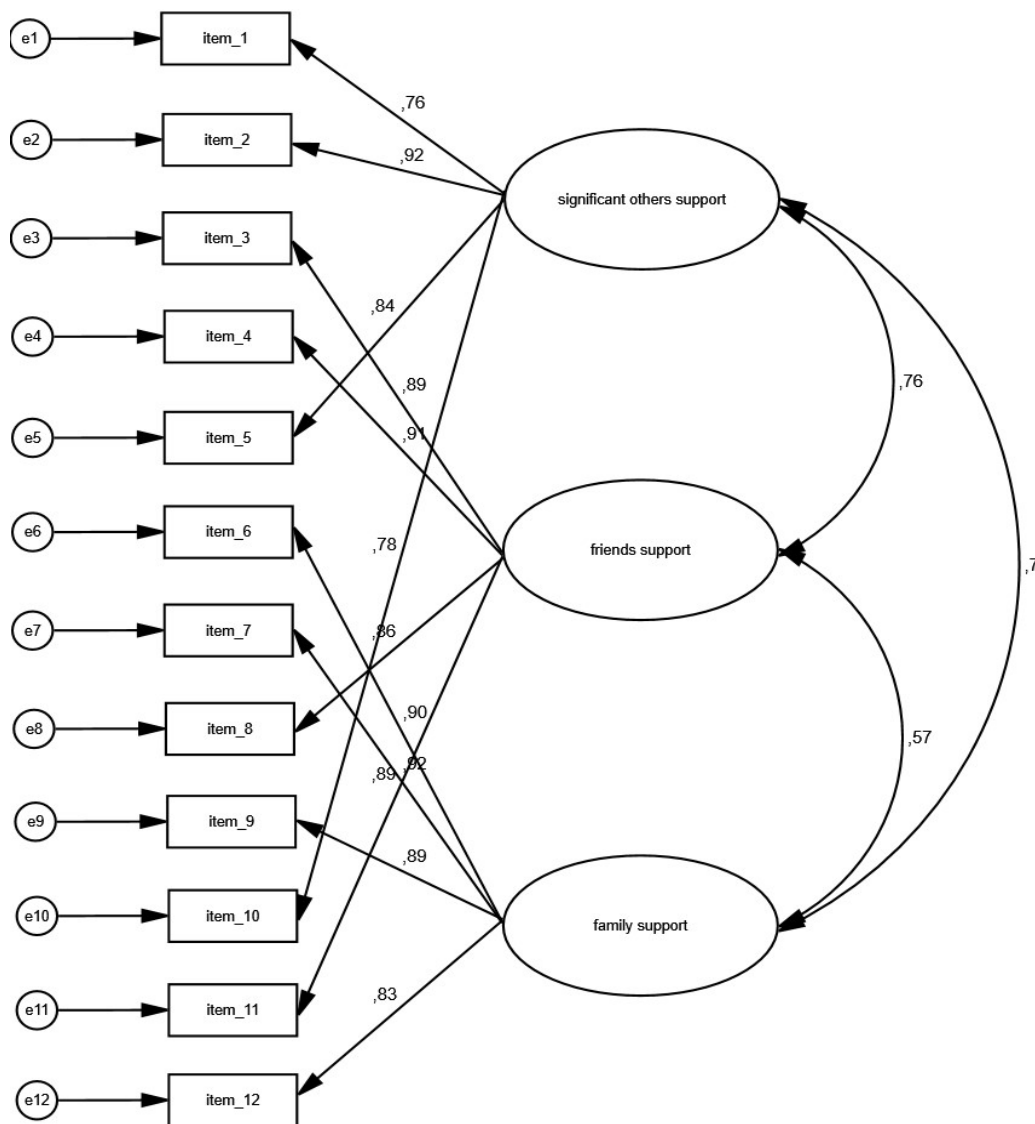 e1
item_1
,76
e2
item_2
,92
significant others support
e3
item_3
e4
item_4
,84
,89
,76
e5
item_5
,91
e6
item_6
,78
friends support
e7
item_7
,86
e8
item_8
,90
,57
,89
,92
e9
item_9
,89
e10
item_10
family support
e11
item_11
,83
e12
item_12